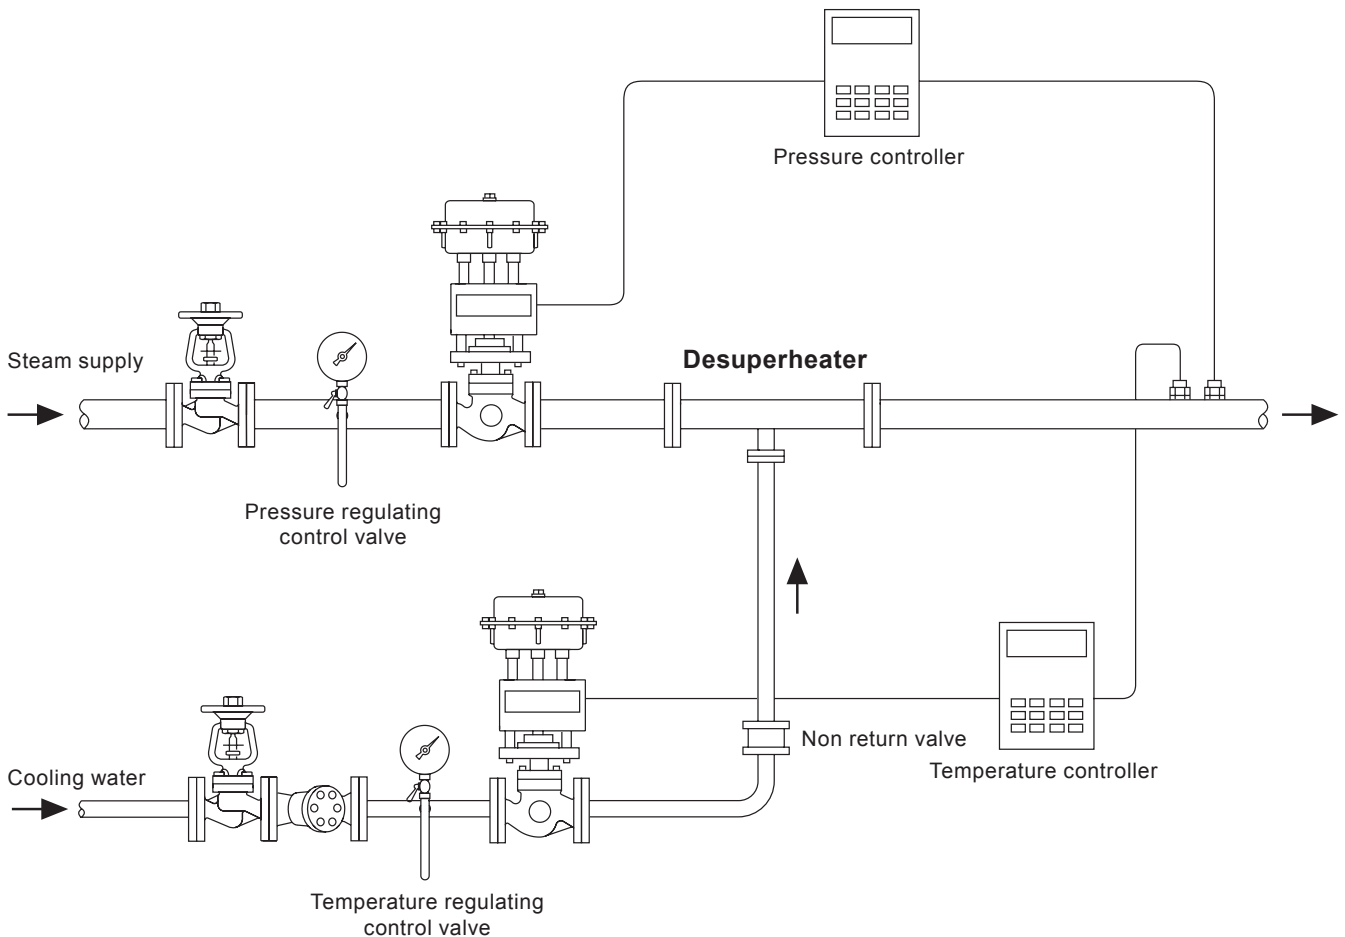 Pressure controller
Steam supply
Desuperheater
Pressure regulating
control valve
Non return valve
Temperature controller
Cooling water
Temperature regulating
control valve